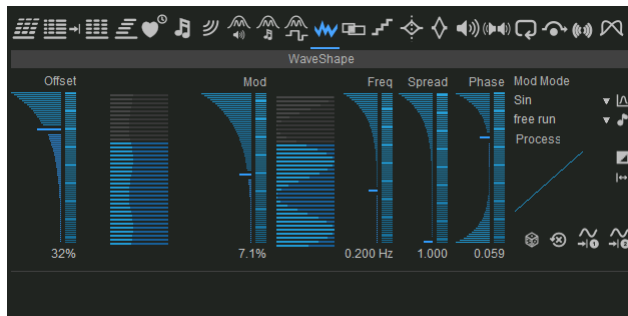 WaveShape
Offset Mod Freq Spread Phase Mod Mode
Sin
free run
Process
32% 7.1% 0.200 Hz 1.000 0.059